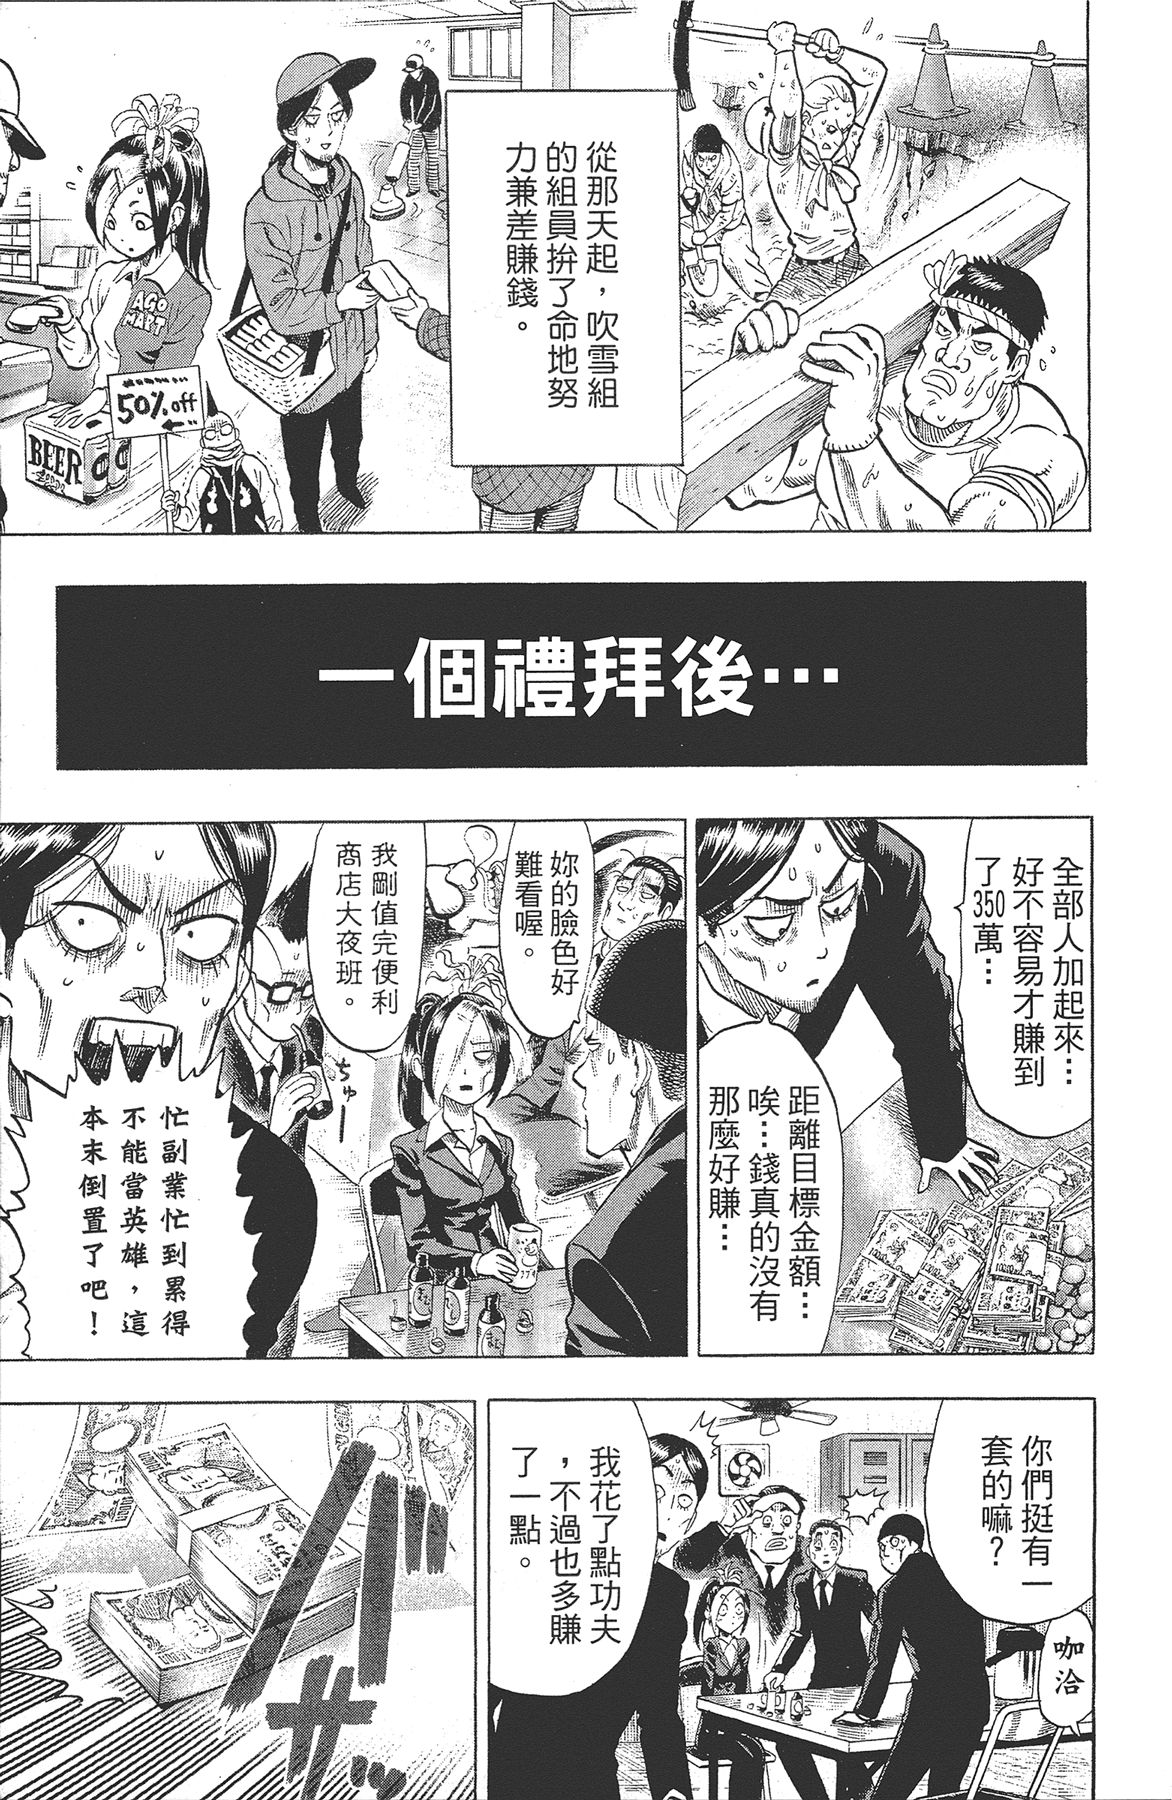 從那天起，吹雪組
的組員拚了命地努
力兼差賺錢。
AGO
MART
50% off
BEER
一個禮拜後…
全部人加起來…
好不容易才賺到
了350萬…
距離目標金額…
唉…錢真的沒有
那麼好賺…
妳的臉色好
難看喔。
我剛值完便利
商店大夜班。
ちゅー
忙副業忙到累得
不能當英雄，這
本末倒置了吧！
你們挺有一
套的嘛？
咖洽
我花了點功夫
，不過也多賺
了一點。
ドサッ